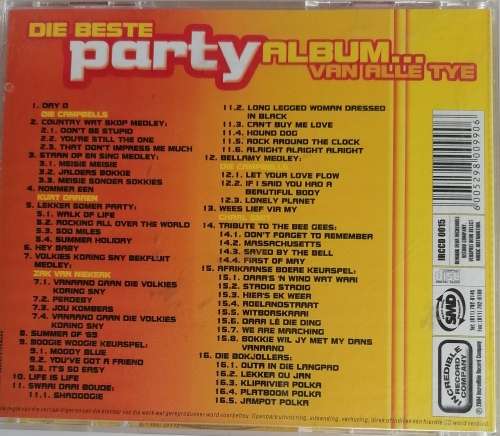 DIE BESTE
party ALBUM...
VAN ALLE TYE
1. DAY O
DIE CAMPBELLS
2. COUNTRY WAT SKOP MEDLEY:
2.1. DON'T BE STUPID
2.2. YOU'RE STILL THE ONE
2.3. THAT DON'T IMPRESS ME MUCH
3. STAAN OP EN SING MEDLEY:
3.1. MEISIE MEISIE
3.2. JALOERS BOKKIE
3.3. MEISIE SONDER SOKKIES
4. NOMMER EEN
KURT DARREN
5. LEKKER SOMER PARTY:
5.1. WALK OF LIFE
5.2. ROCKING ALL OVER THE WORLD
5.3. 500 MILES
5.4. SUMMER HOLIDAY
6. HEY BABY
7. VOLKIES KORING SNY BEKFLUIT
MEDLEY:
ZAK VAN NIEKERK
7.1. VANAAND GAAN DIE VOLKIES
KORING SNY
7.2. PERDEBY
7.3. JOU KOMBERS
7.4. VANAAND GAAN DIE VOLKIES
KORING SNY
8. SUMMER OF '69
9. BOOGIE WOOGIE KEURSPEL:
9.1. MOODY BLUE
9.2. YOU'VE GOT A FRIEND
9.3. IT'S SO EASY
10. LIFE IS LIFE
11. SWAAI DAAI BOUDE:
11.1. SHADOOGIE
11.2. LONG LEGGED WOMAN DRESSED
IN BLACK
11.3. CAN'T BUY ME LOVE
11.4. HOUND DOG
11.5. ROCK AROUND THE CLOCK
11.6. ALRIGHT ALRIGHT ALRIGHT
12. BELLAMY MEDLEY:
DIE CAMPBELLS
12.1. LET YOUR LOVE FLOW
12.2. IF I SAID YOU HAD A
BEAUTIFUL BODY
12.3. LONELY PLANET
13. WEES LIEF VIR MY
14. TRIBUTE TO THE BEE GEES:
14.1. DON'T FORGET TO REMEMBER
14.2. MASSACHUSETTS
14.3. SAVED BY THE BELL
14.4. FIRST OF MAY
15. AFRIKAANSE BOERE KEURSPEL:
15.1. DAAR'S 'N WIND WAT WAAI
15.2. STADIG STADIG
15.3. HIER'S EK WEER
15.4. ROELANDSTRAAT
15.5. WITBORSKRAAI
15.6. DAAR LÊ DIE DING
15.7. WE ARE MARCHING
15.8. BOKKIE WIL JY MET MY DANS
VANAAND
16. DIE BOKJOLLERS:
16.1. OUTA IN DIE LANGPAD
16.2. LEKKER OU JAN
16.3. KLIPRIVIER POLKA
16.4. PLATBOOM POLKA
16.5. JAMPOT POLKA
6005298009906
IRCCD 0015
SMD
INCREDIBLE
RECORD
COMPANY